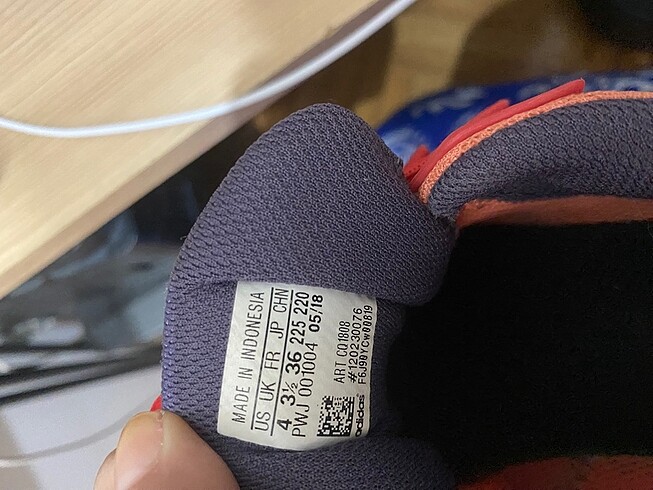 MADE IN INDONESIA
US UK FR JP CHN
4 3½ 36 225 220
PWJ 001004 05/18
ART CQ1808
#120230076
F6J90YCW00819
adidas